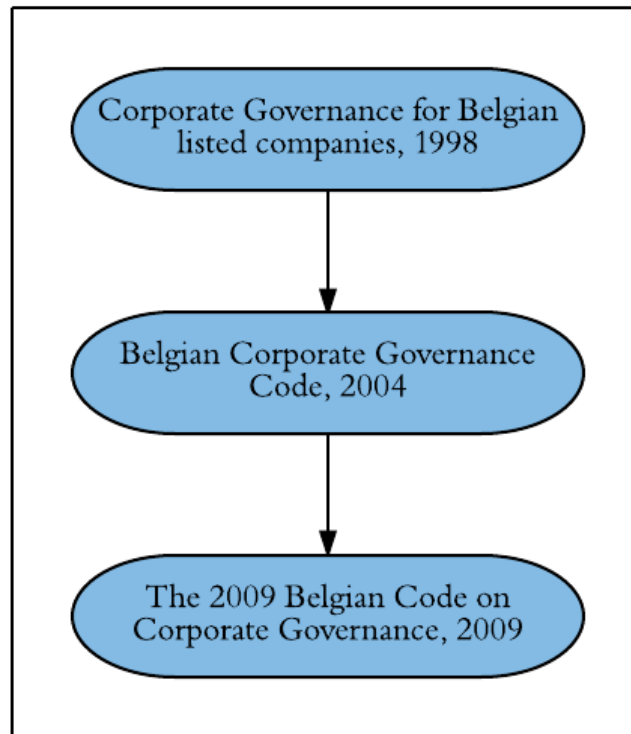 Corporate Governance for Belgian
listed companies, 1998
Belgian Corporate Governance
Code, 2004
The 2009 Belgian Code on
Corporate Governance, 2009